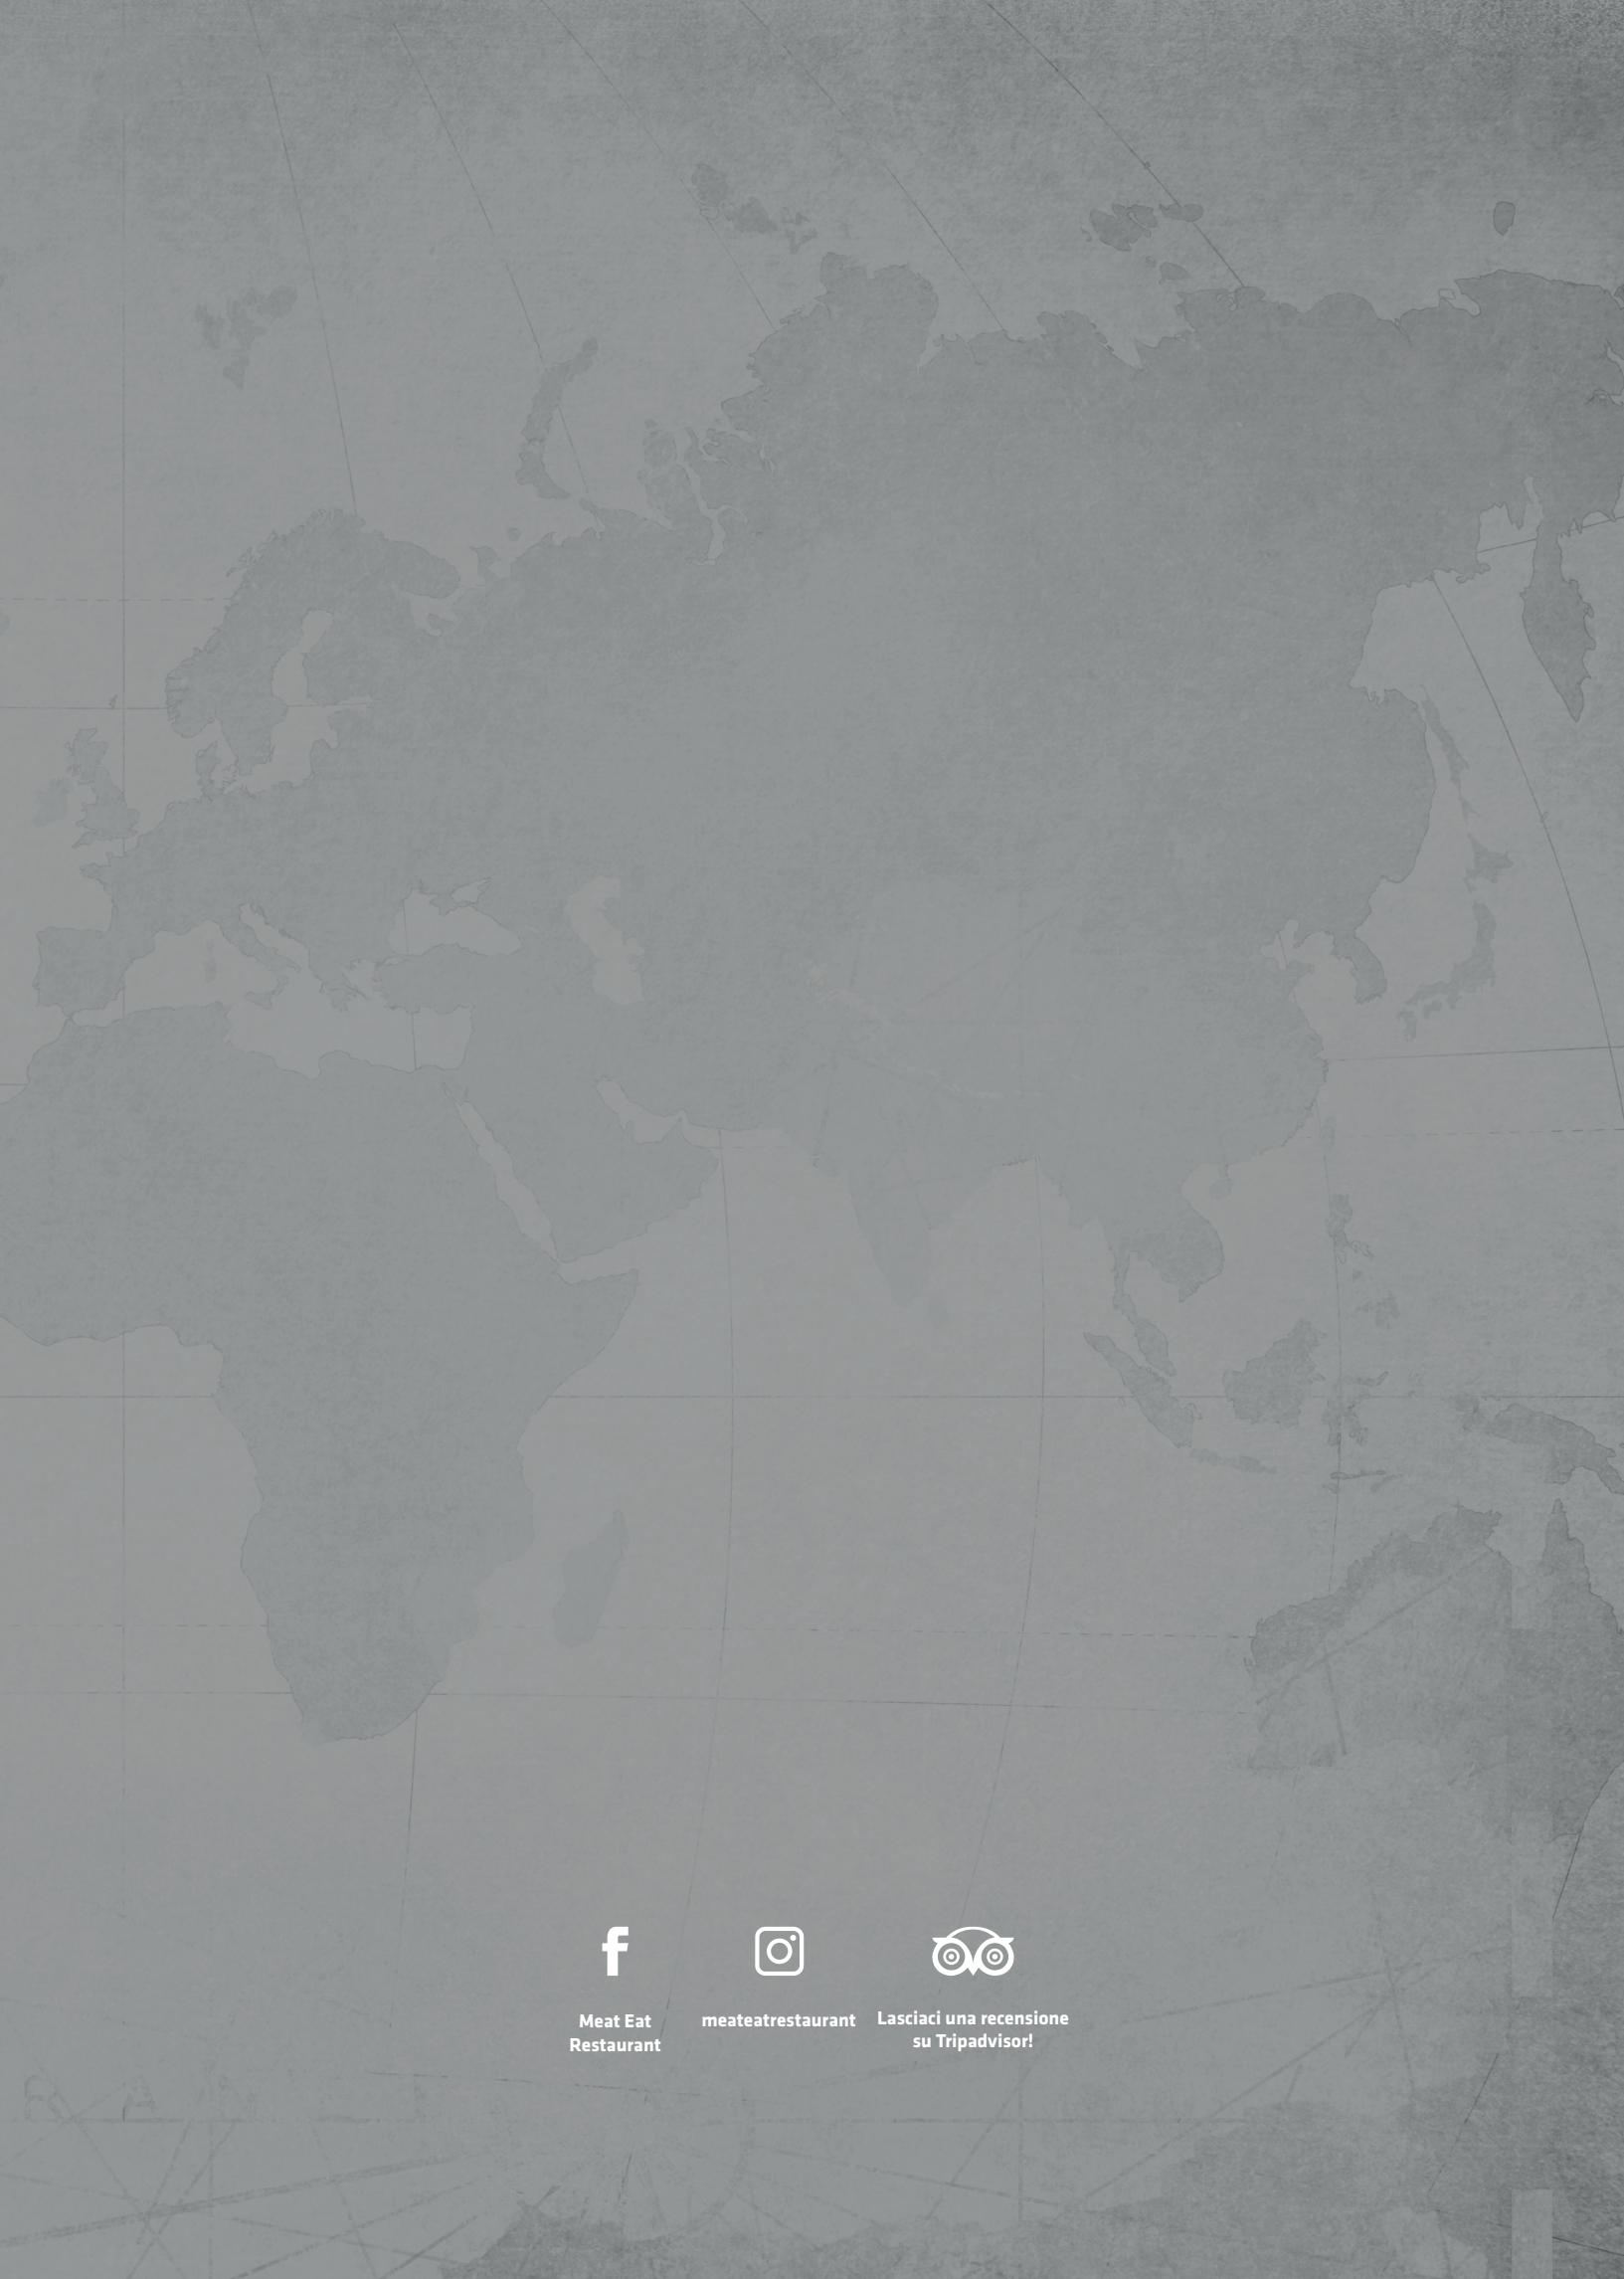 Meat Eat
Restaurant
meateatrestaurant
Lasciaci una recensione
su Tripadvisor!